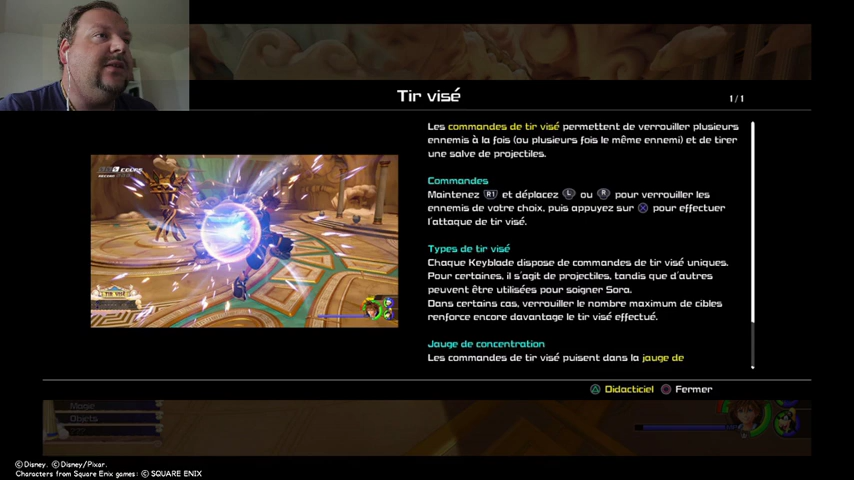 Tir visé
1/1
Les commandes de tir visé permettent de verrouiller plusieurs
ennemis à la fois (ou plusieurs fois le même ennemi) et de tirer
une salve de projectiles.
Commandes
Maintenez R1 et déplacez L ou R pour verrouiller les
ennemis de votre choix, puis appuyez sur pour effectuer
l'attaque de tir visé.
Types de tir visé
Chaque Keyblade dispose de commandes de tir visé uniques.
Pour certaines, il s'agit de projectiles, tandis que d'autres
peuvent être utilisées pour soigner Sora.
Dans certains cas, verrouiller le nombre maximum de cibles
renforce encore davantage le tir visé effectué.
Jauge de concentration
Les commandes de tir visé puisent dans la jauge de
TIR VISÉ
Didacticiel Fermer
Magie
Objets
©Disney. ©Disney/Pixar.
Characters from Square Enix games: © SQUARE ENIX